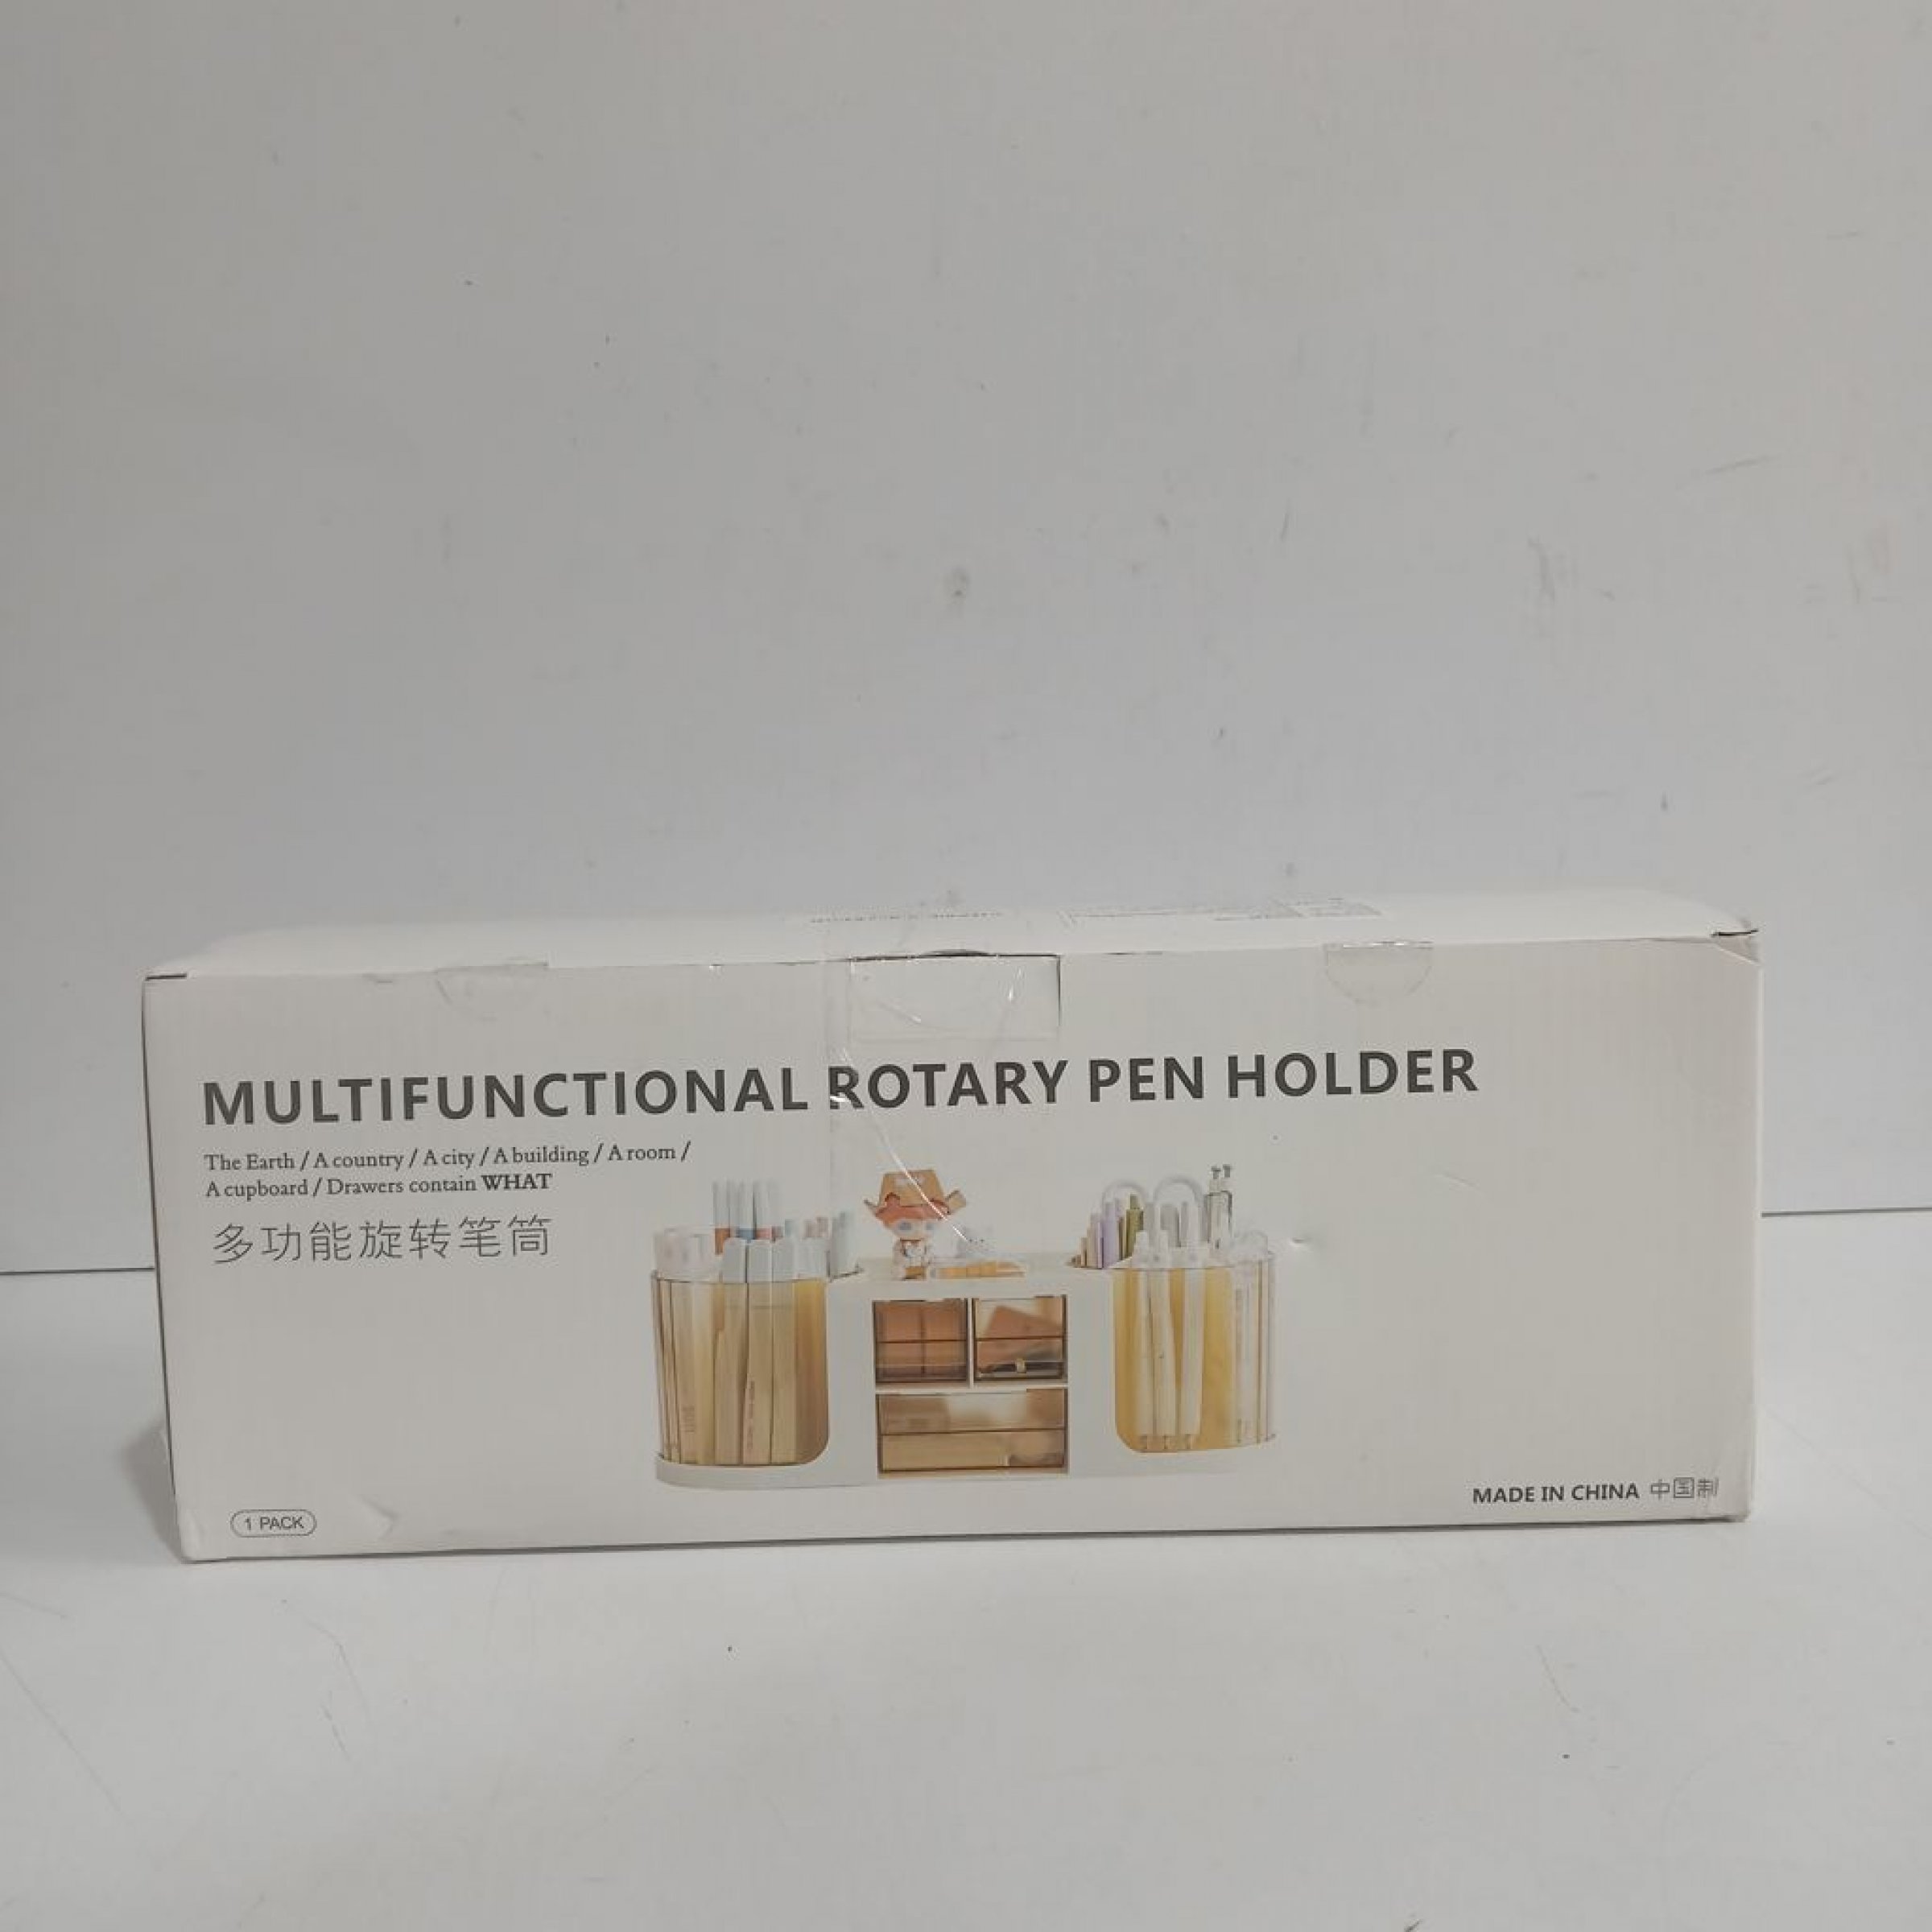 MULTIFUNCTIONAL ROTARY PEN HOLDER
The Earth / A country / A city / A building / A room /
A cupboard / Drawers contain WHAT
多功能旋转笔筒
1 PACK
MADE IN CHINA 中国制